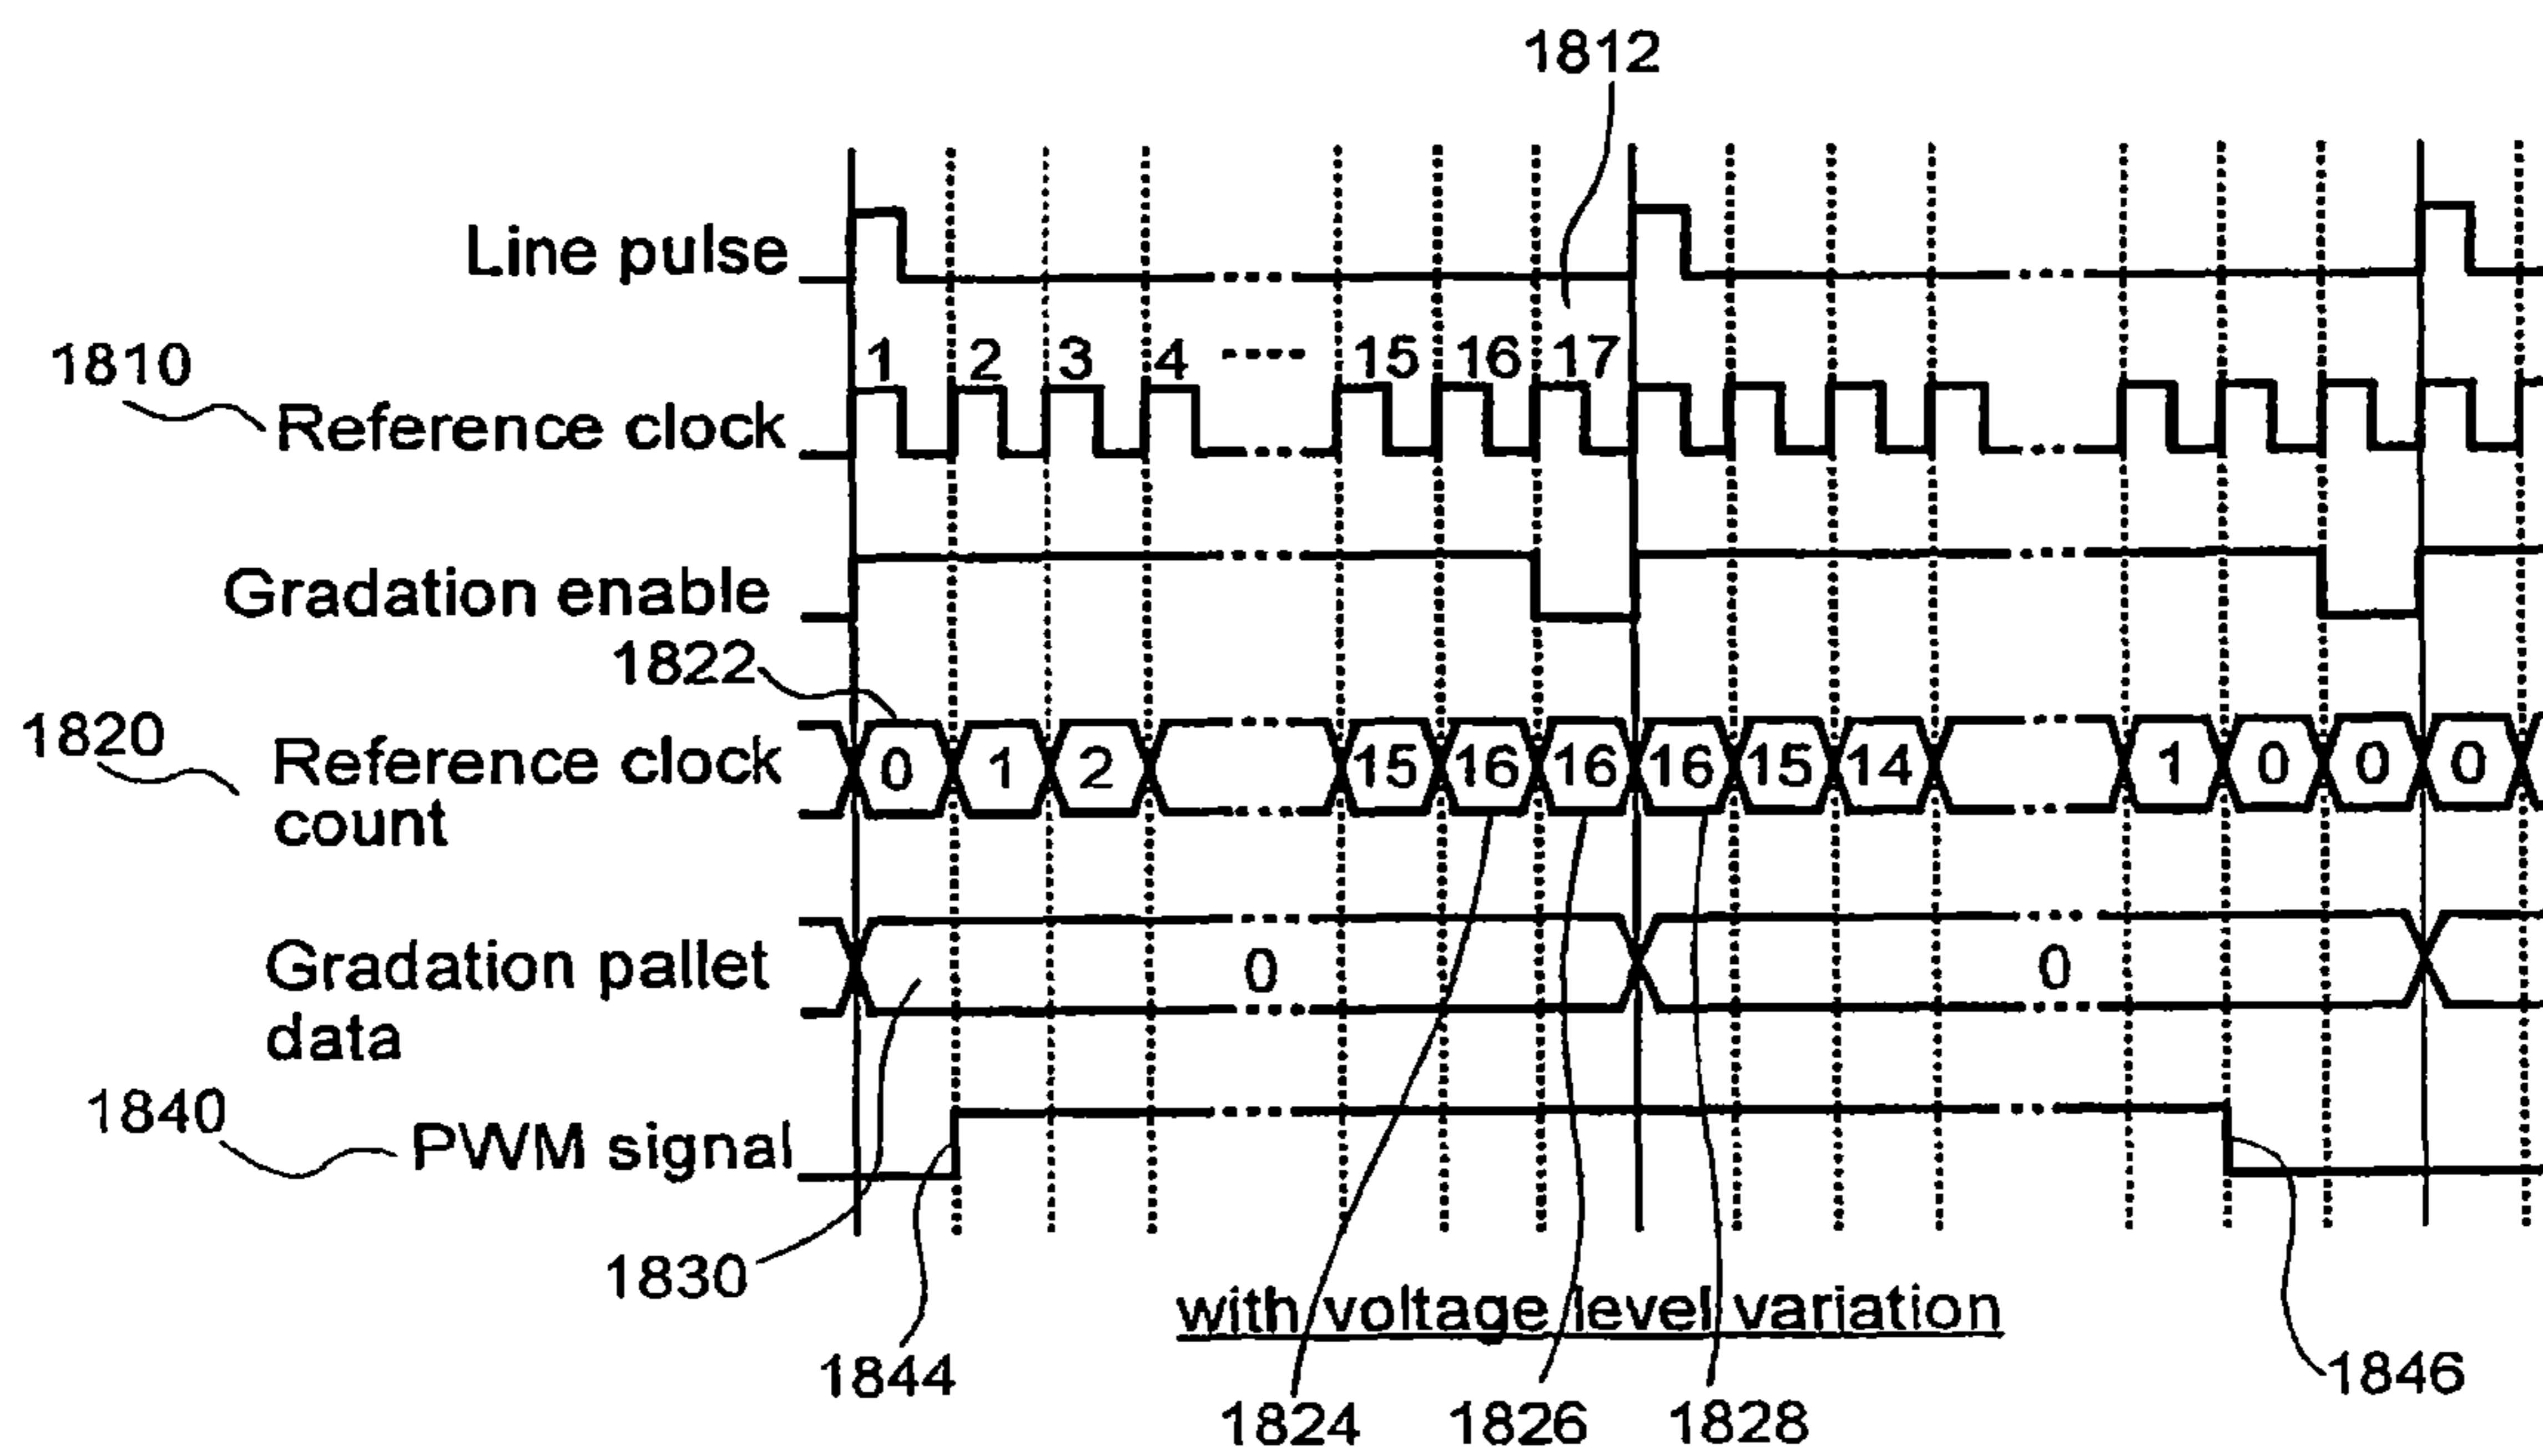 1812
Line pulse
1 2 3 4 15 16 17
1810
Reference clock
Gradation enable
1822
1820
Reference clock
count
0 1 2 15 16 16 16 15 14 1 0 0 0
Gradation pallet
data
0 0
1840
PWM signal
1830
with voltage level variation
1844
1846
1824 1826 1828